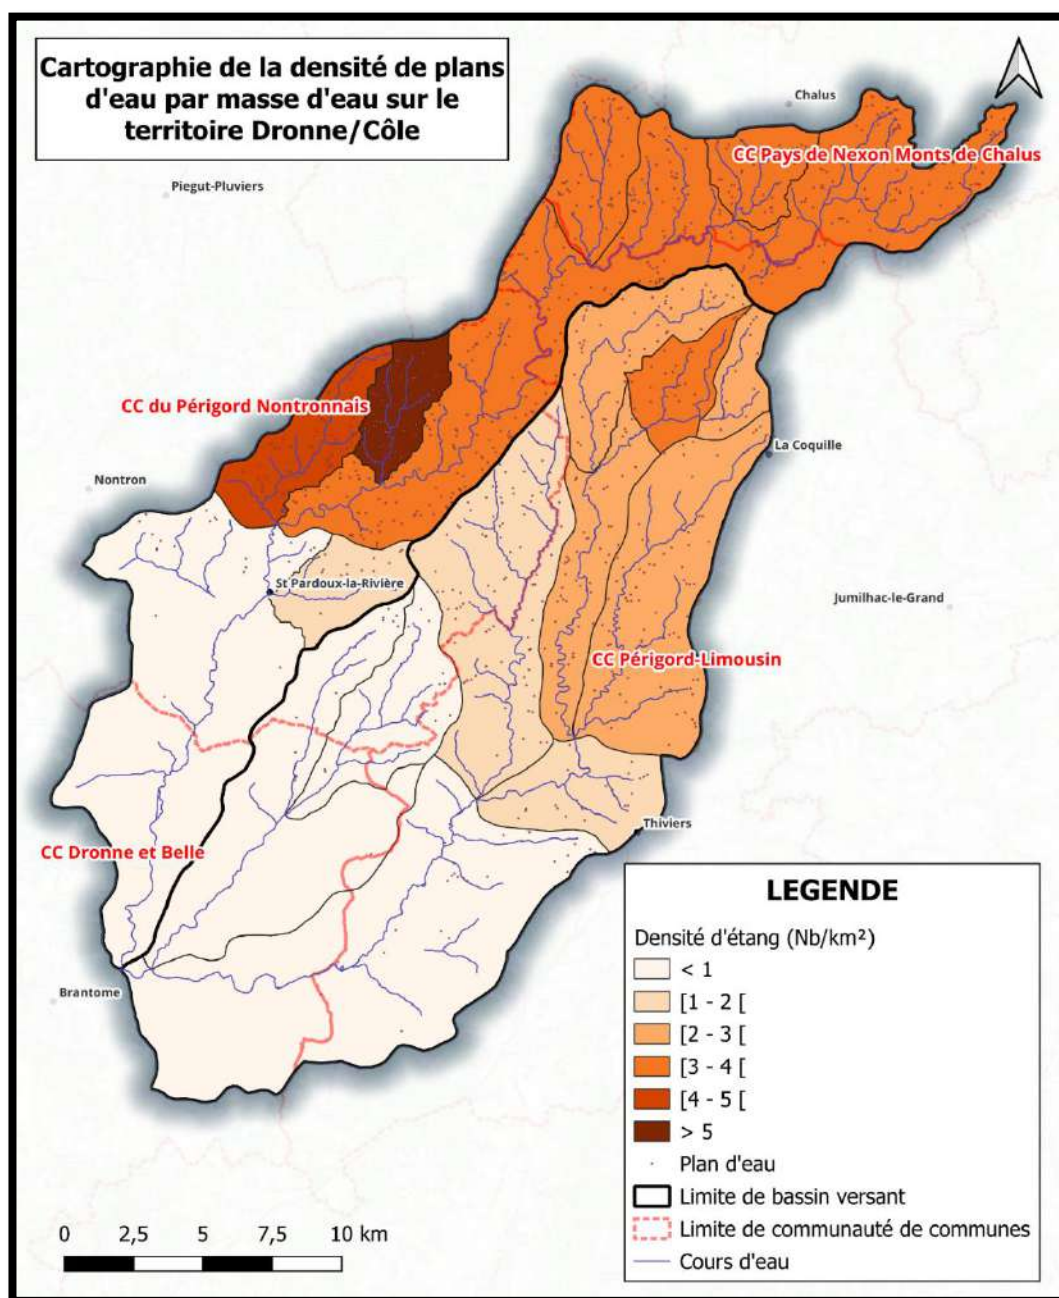 Cartographie de la densité de plans
d'eau par masse d'eau sur le
territoire Dronne/Côle
Chalus
CC Pays de Nexon Monts de Chalus
Piegut-Pluviers
CC du Périgord Nontronnais
La Coquille
Nontron
St Pardoux-la-Rivière
Jumilhac-le-Grand
CC Périgord-Limousin
Thiviers
CC Dronne et Belle
Brantome
LEGENDE
Densité d'étang (Nb/km²)
< 1
[1 - 2 [
[2 - 3 [
[3 - 4 [
[4 - 5 [
> 5
Plan d'eau
Limite de bassin versant
Limite de communauté de communes
Cours d'eau
0 2,5 5 7,5 10 km